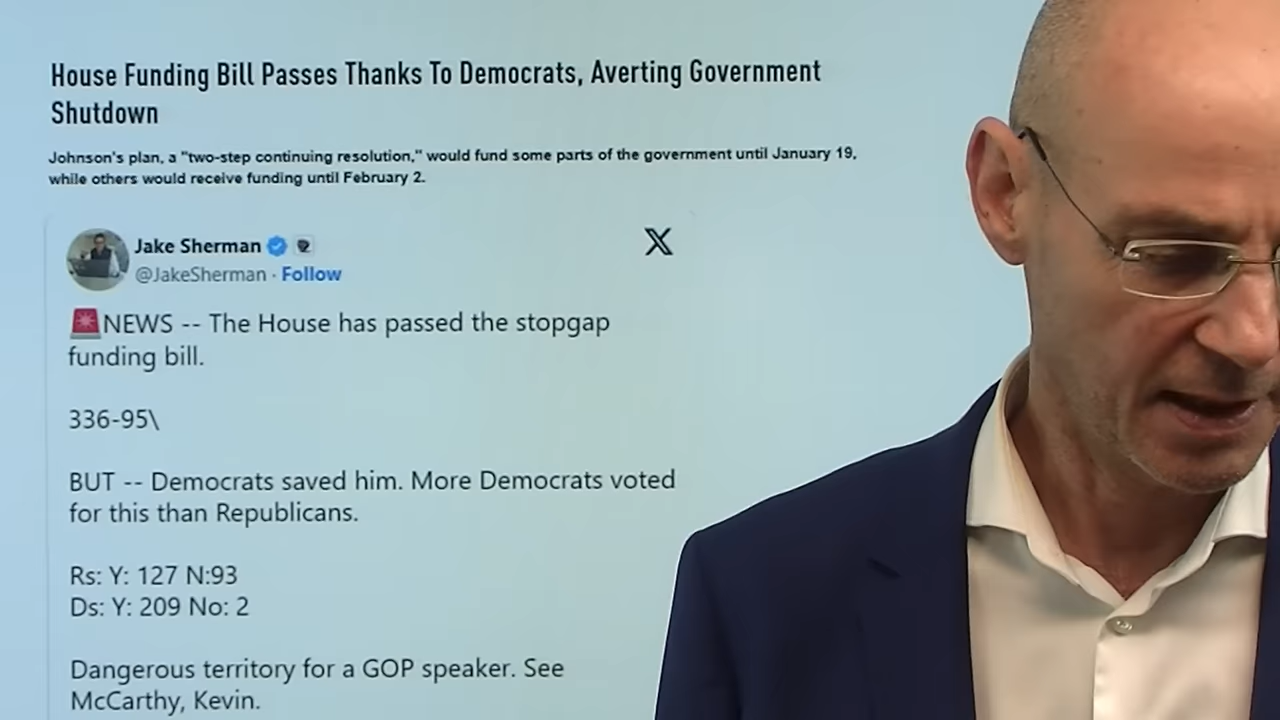 House Funding Bill Passes Thanks To Democrats, Averting Government
Shutdown
Johnson's plan, a "two-step continuing resolution," would fund some parts of the government until January 19,
while others would receive funding until February 2.
Jake Sherman
@JakeSherman · Follow
🚨NEWS -- The House has passed the stopgap
funding bill.
336-95\
BUT -- Democrats saved him. More Democrats voted
for this than Republicans.
Rs: Y: 127 N:93
Ds: Y: 209 No: 2
Dangerous territory for a GOP speaker. See
McCarthy, Kevin.